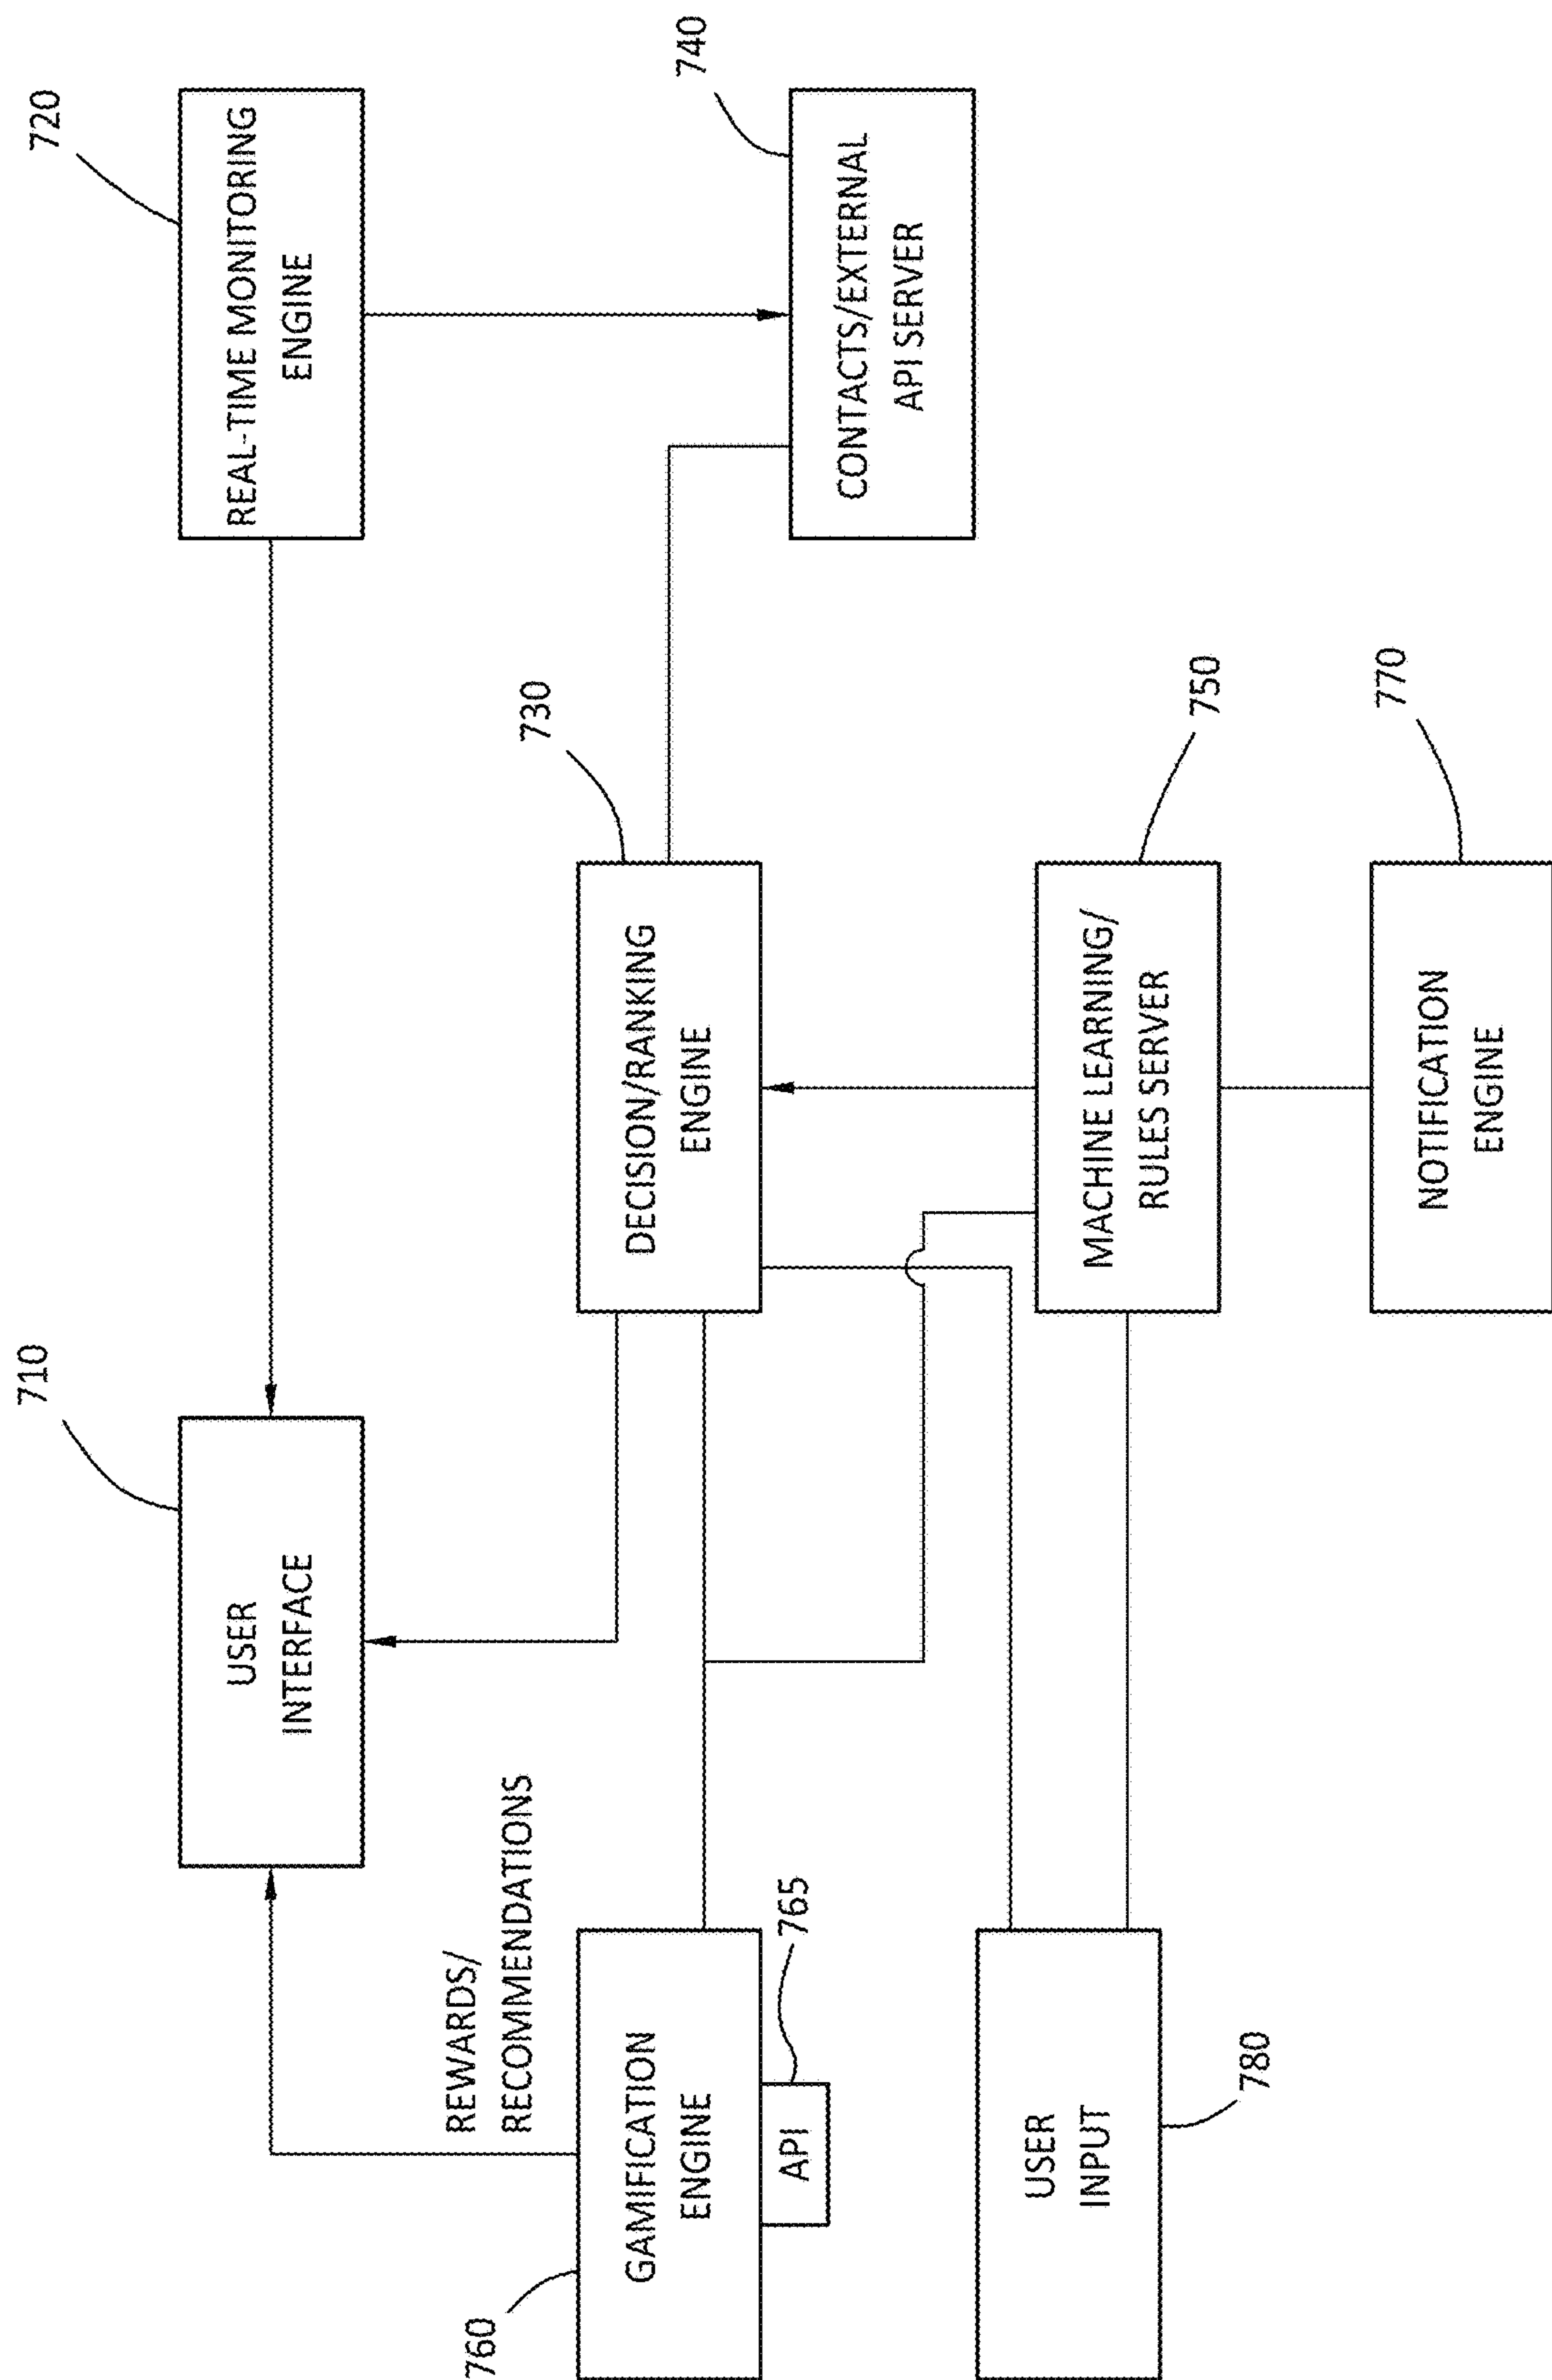 710
USER
INTERFACE
720
REAL-TIME MONITORING
ENGINE
REWARDS/
RECOMMENDATIONS
760
GAMIFICATION
ENGINE
API
765
730
DECISION/RANKING
ENGINE
740
CONTACTS/EXTERNAL
API SERVER
USER
INPUT
780
750
MACHINE LEARNING/
RULES SERVER
770
NOTIFICATION
ENGINE